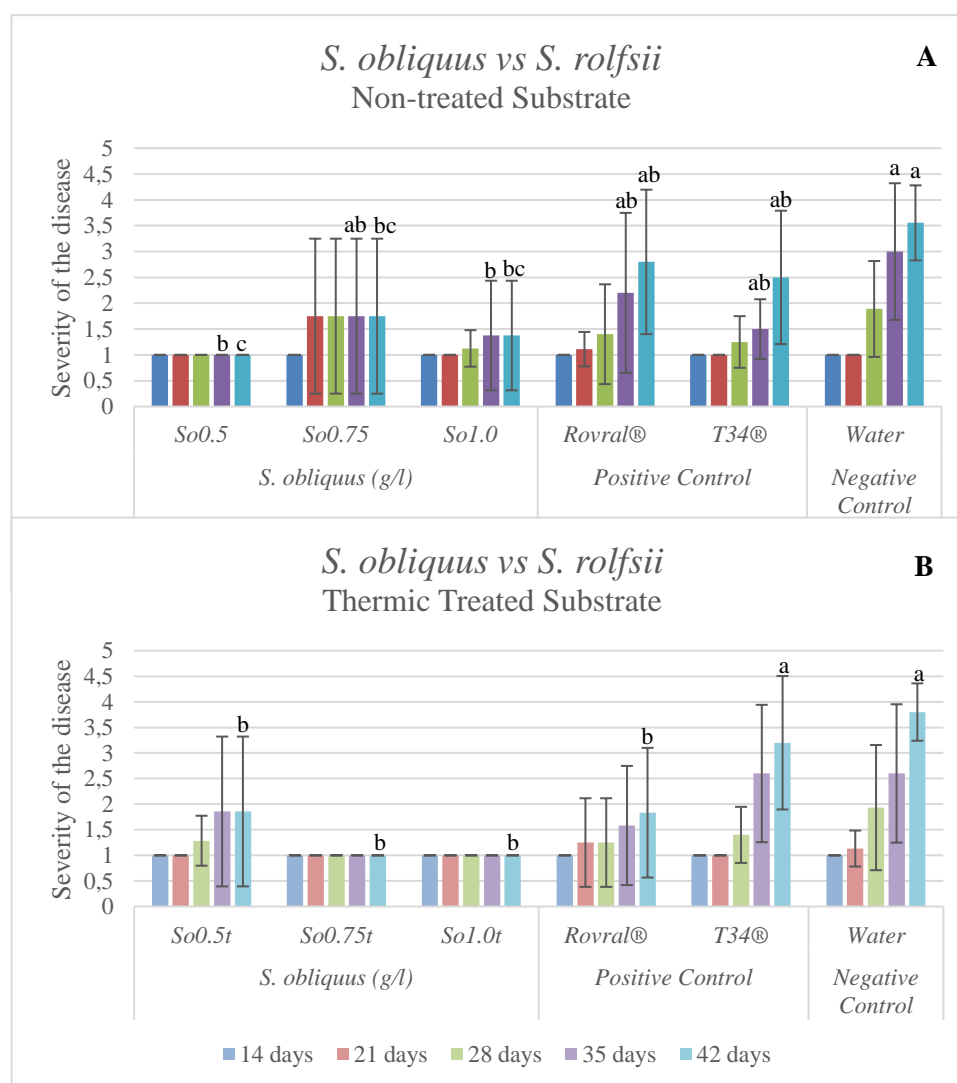 S. obliquus vs S. rolfsii
A
Non-treated Substrate
Severity of the disease
5
4,5
4
3,5
3
2,5
2
1,5
1
0,5
0
b c
ab bc
b bc
ab ab
ab ab
a a
So0.5 So0.75 So1.0 Rovral® T34® Water
S. obliquus (g/l) Positive Control Negative
Control
S. obliquus vs S. rolfsii
B
Thermic Treated Substrate
Severity of the disease
5
4,5
4
3,5
3
2,5
2
1,5
1
0,5
0
b
b
b
b
a
a
So0.5t So0.75t So1.0t Rovral® T34® Water
S. obliquus (g/l) Positive Control Negative
Control
14 days 21 days 28 days 35 days 42 days